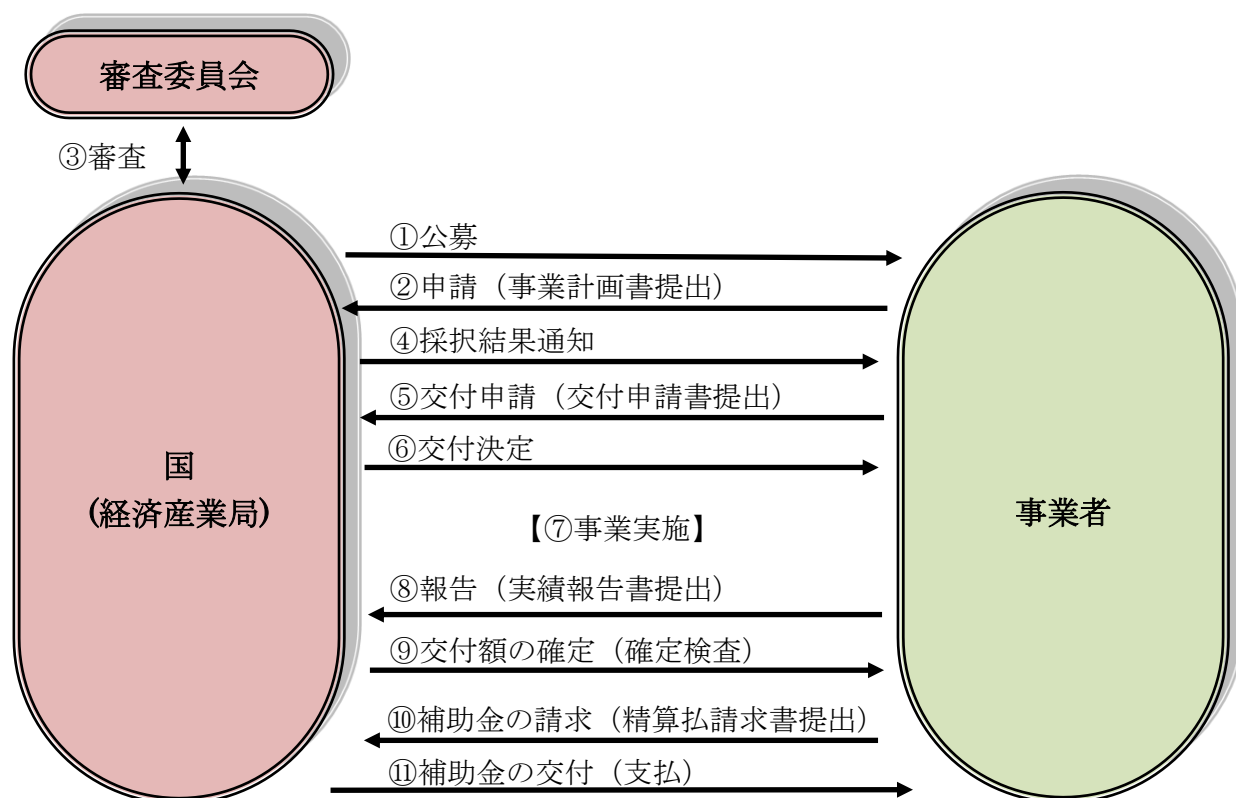 審査委員会
③審査
①公募
②申請（事業計画書提出）
④採択結果通知
⑤交付申請（交付申請書提出）
⑥交付決定
国
(経済産業局)
【⑦事業実施】
事業者
⑧報告（実績報告書提出）
⑨交付額の確定（確定検査）
⑩補助金の請求（精算払請求書提出）
⑪補助金の交付（支払）